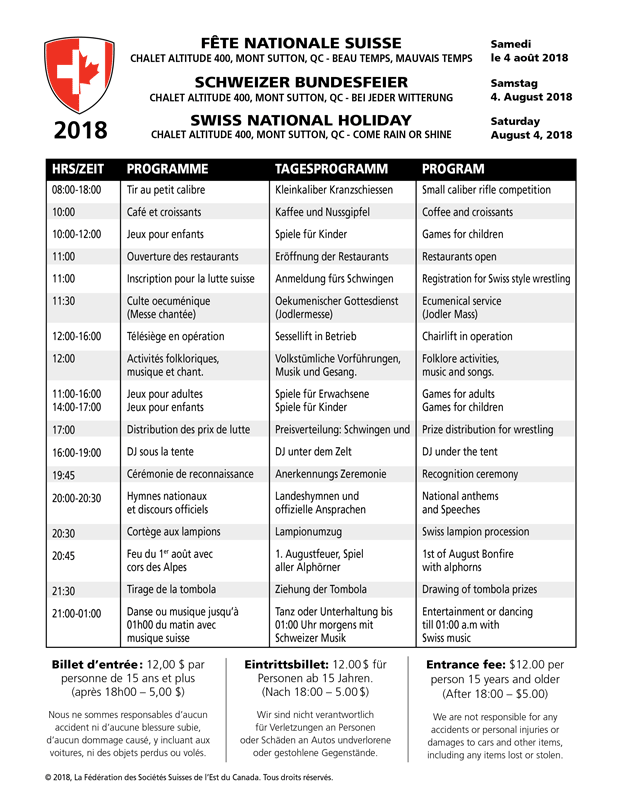 FÊTE NATIONALE SUISSE
CHALET ALTITUDE 400, MONT SUTTON, QC - BEAU TEMPS, MAUVAIS TEMPS
Samedi
le 4 août 2018
SCHWEIZER BUNDESFEIER
CHALET ALTITUDE 400, MONT SUTTON, QC - BEI JEDER WITTERUNG
Samstag
4. August 2018
SWISS NATIONAL HOLIDAY
CHALET ALTITUDE 400, MONT SUTTON, QC - COME RAIN OR SHINE
Saturday
August 4, 2018
2018
HRS/ZEIT PROGRAMME TAGESPROGRAMM PROGRAM
08:00-18:00 Tir au petit calibre Kleinkaliber Kranzschiessen Small caliber rifle competition
10:00 Café et croissants Kaffee und Nussgipfel Coffee and croissants
10:00-12:00 Jeux pour enfants Spiele für Kinder Games for children
11:00 Ouverture des restaurants Eröffnung der Restaurants Restaurants open
11:00 Inscription pour la lutte suisse Anmeldung fürs Schwingen Registration for Swiss style wrestling
11:30 Culte oecuménique Oekumenischer Gottesdienst Ecumenical service
(Messe chantée) (Jodlermesse) (Jodler Mass)
12:00-16:00 Télésiège en opération Sessellift in Betrieb Chairlift in operation
12:00 Activités folkloriques, Volkstümliche Vorführungen, Folklore activities,
musique et chant. Musik und Gesang. music and songs.
11:00-16:00 Jeux pour adultes Spiele für Erwachsene Games for adults
14:00-17:00 Jeux pour enfants Spiele für Kinder Games for children
17:00 Distribution des prix de lutte Preisverteilung: Schwingen und Prize distribution for wrestling
16:00-19:00 DJ sous la tente DJ unter dem Zelt DJ under the tent
19:45 Cérémonie de reconnaissance Anerkennungs Zeremonie Recognition ceremony
20:00-20:30 Hymnes nationaux Landeshymnen und National anthems
et discours officiels offizielle Ansprachen and Speeches
20:30 Cortège aux lampions Lampionumzug Swiss lampion procession
20:45 Feu du 1er août avec 1. Augustfeuer, Spiel 1st of August Bonfire
cors des Alpes aller Alphörner with alphorns
21:30 Tirage de la tombola Ziehung der Tombola Drawing of tombola prizes
21:00-01:00 Danse ou musique jusqu'à Tanz oder Unterhaltung bis Entertainment or dancing
01h00 du matin avec 01:00 Uhr morgens mit till 01:00 a.m with
musique suisse Schweizer Musik Swiss music
Billet d'entrée : 12,00 $ par
personne de 15 ans et plus
(après 18h00 – 5,00 $)
Nous ne sommes responsables d'aucun
accident ni d'aucune blessure subie,
d'aucun dommage causé, y incluant aux
voitures, ni des objets perdus ou volés.
Eintrittsbillet: 12.00 $ für
Personen ab 15 Jahren.
(Nach 18:00 – 5.00 $)
Wir sind nicht verantwortlich
für Verletzungen an Personen
oder Schäden an Autos undverlorene
oder gestohlene Gegenstände.
Entrance fee: $12.00 per
person 15 years and older
(After 18:00 – $5.00)
We are not responsible for any
accidents or personal injuries or
damages to cars and other items,
including any items lost or stolen.
© 2018, La Fédération des Sociétés Suisses de l'Est du Canada. Tous droits réservés.